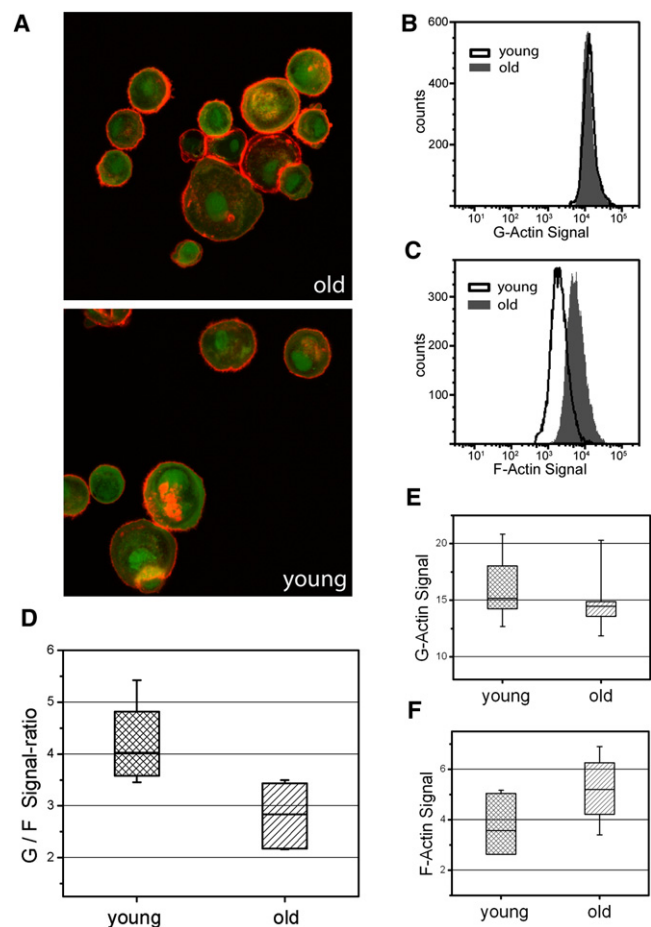 A
old
young
B
600
400
200
counts
young
old
10¹ 10² 10³ 10⁴ 10⁵
G-Actin Signal
C
300
200
100
counts
young
old
10¹ 10² 10³ 10⁴ 10⁵
F-Actin Signal
D
6
5
4
3
2
G / F Signal-ratio
young old
E
20
15
10
G-Actin Signal
young old
F
6
4
2
F-Actin Signal
young old